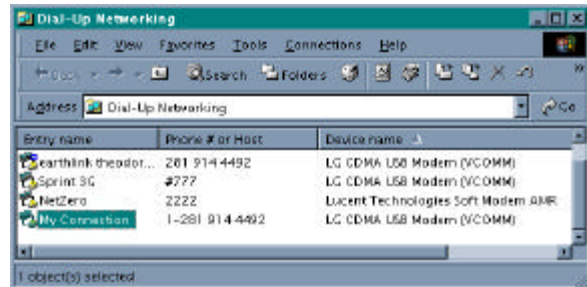 Dial-Up Networking
File Edit View Favorites Tools Connections Help
Back Search Folders
Address Dial-Up Networking Go
Entry name Phone # or Host Device name
earthlink theodor... 281 914 4492 LG CDMA USB Modem (VCOMM)
Sprint 3G #777 LG CDMA USB Modem (VCOMM)
NetZero 2222 Lucent Technologies Soft Modem AMR
My Connection 1-281 914 4492 LG CDMA USB Modem (VCOMM)
1 object(s) selected